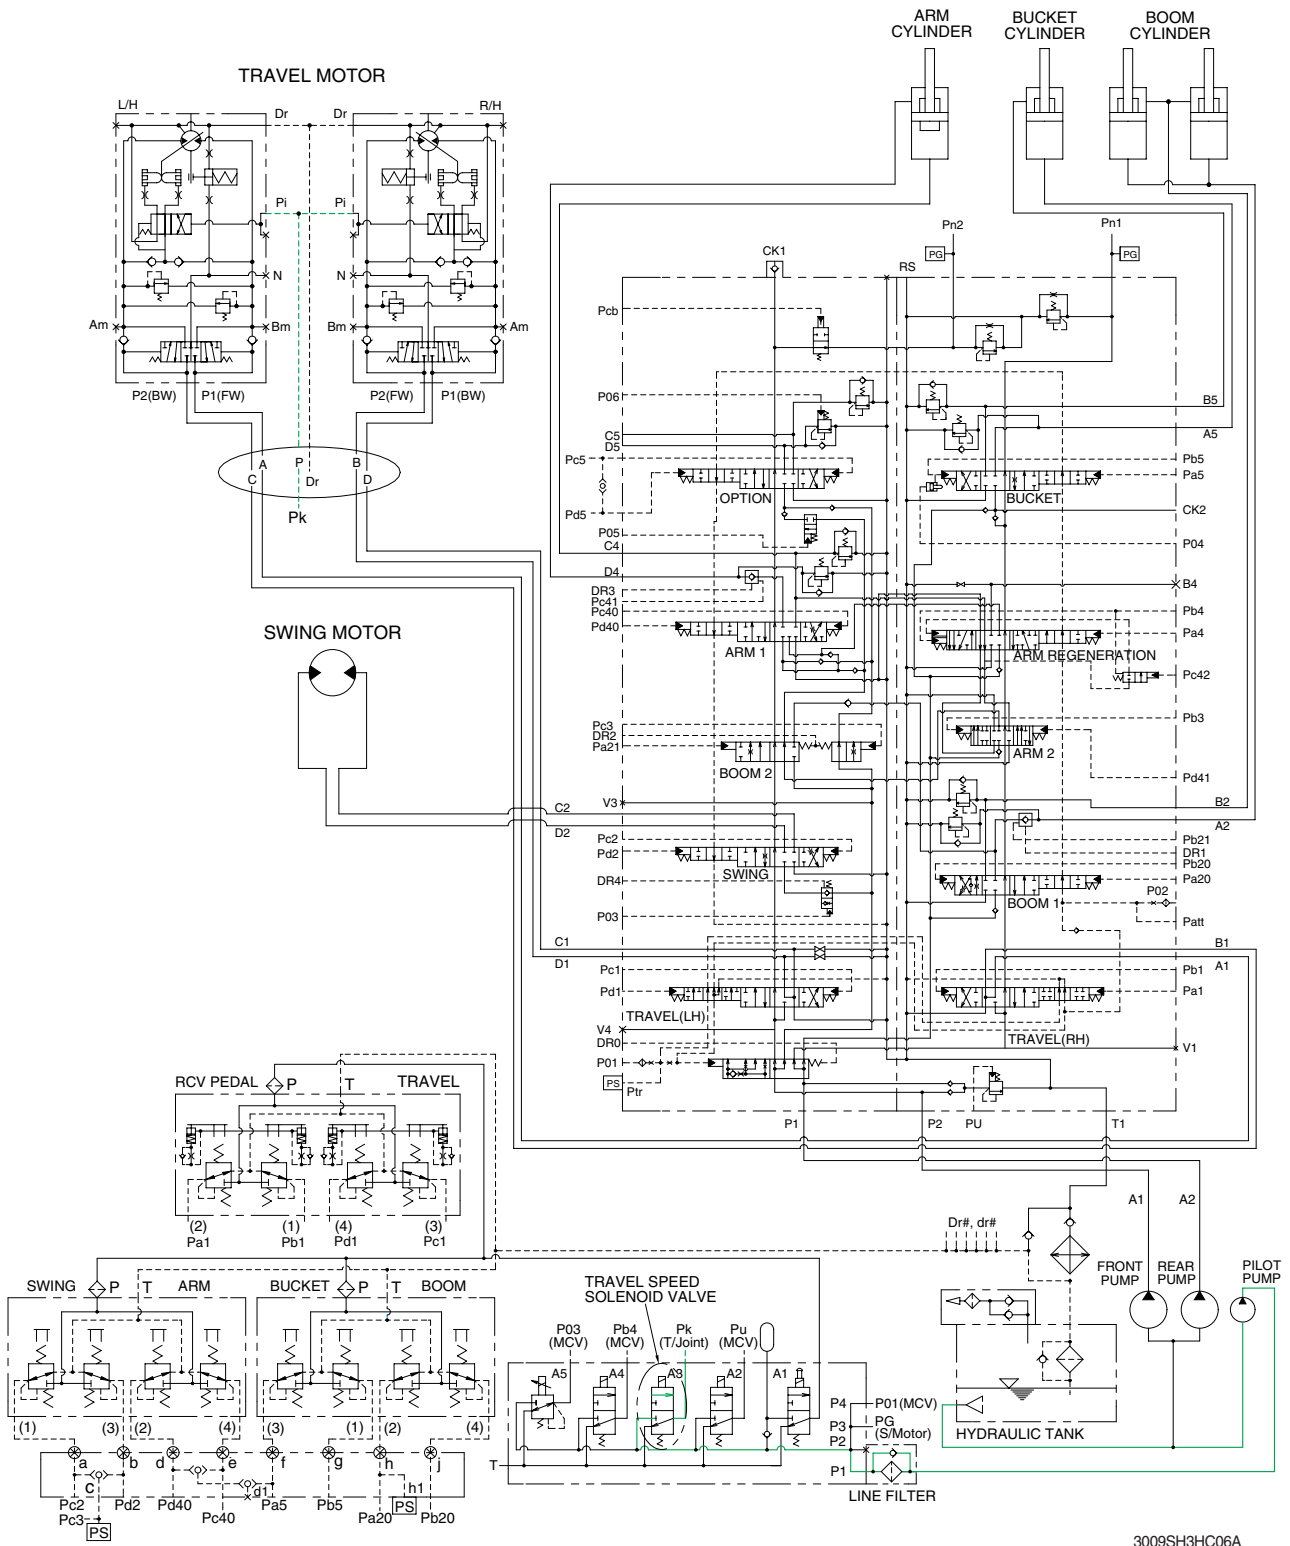 ARM
CYLINDER
BUCKET
CYLINDER
BOOM
CYLINDER
TRAVEL MOTOR
L/H
Dr
Dr
R/H
Pi
Pi
N
N
Am
Bm
Bm
Am
P2(BW)
P1(FW)
P2(FW)
P1(BW)
A
P
B
C
Dr
D
Pk
SWING MOTOR
Pn2
Pn1
PG
PG
CK1
RS
Pcb
P06
C5
D5
Pc5
Pd5
P05
C4
D4
DR3
Pc41
Pc40
Pd40
Pc3
DR2
Pa21
V3
C2
D2
Pc2
Pd2
DR4
P03
C1
D1
Pc1
Pd1
V4
DR0
P01
PS
Ptr
OPTION
ARM 1
BOOM 2
SWING
TRAVEL(LH)
BUCKET
ARM REGENERATION
ARM 2
BOOM 1
TRAVEL(RH)
B5
A5
Pb5
Pa5
CK2
P04
B4
Pb4
Pa4
Pc42
Pb3
Pd41
B2
A2
Pb21
DR1
Pb20
Pa20
P02
Patt
B1
A1
Pb1
Pa1
V1
P1
P2
PU
T1
RCV PEDAL
P
T
TRAVEL
(2)
(1)
(4)
(3)
Pa1
Pb1
Pd1
Pc1
SWING
P
T
ARM
BUCKET
P
T
BOOM
(1)
(3)
(2)
(4)
(3)
(1)
(2)
(4)
a
b
d
e
f
g
h
j
c
d1
h1
Pc2
Pd2
Pd40
Pa5
Pb5
PS
Pc3
Pc40
Pa20
Pb20
PS
TRAVEL SPEED
SOLENOID VALVE
P03
(MCV)
Pb4
(MCV)
Pk
(T/Joint)
Pu
(MCV)
A5
A4
A3
A2
A1
T
P4
P01(MCV)
P3
PG
(S/Motor)
P2
P1
LINE FILTER
Dr#, dr#
A1
A2
FRONT
PUMP
REAR
PUMP
PILOT
PUMP
HYDRAULIC TANK
3009SH3HC06A